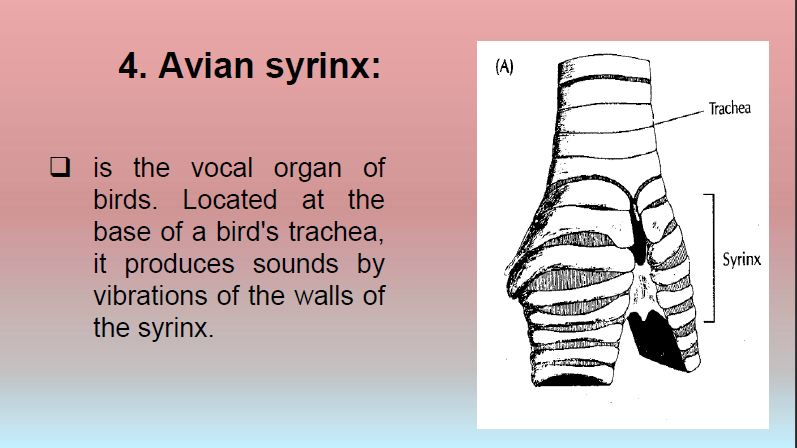 4. Avian syrinx:
❑ is the vocal organ of
birds. Located at the
base of a bird's trachea,
it produces sounds by
vibrations of the walls of
the syrinx.
(A)
Trachea
Syrinx